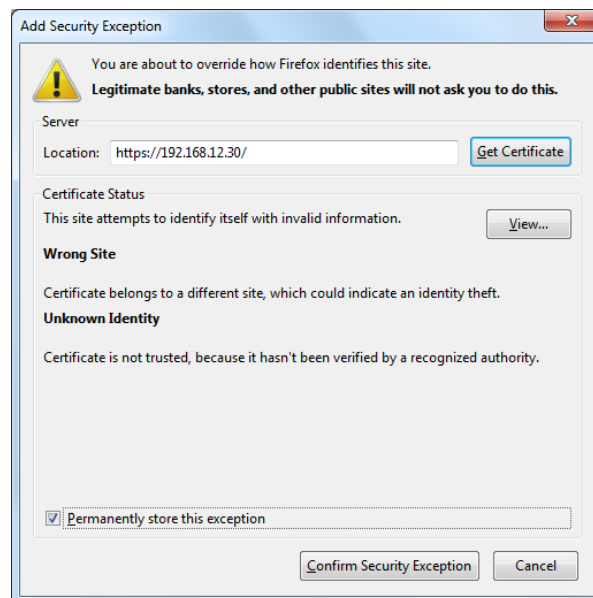 Add Security Exception
You are about to override how Firefox identifies this site.
Legitimate banks, stores, and other public sites will not ask you to do this.
Server
Location: https://192.168.12.30/ Get Certificate
Certificate Status
This site attempts to identify itself with invalid information.
View...
Wrong Site
Certificate belongs to a different site, which could indicate an identity theft.
Unknown Identity
Certificate is not trusted, because it hasn't been verified by a recognized authority.
Permanently store this exception
Confirm Security Exception Cancel